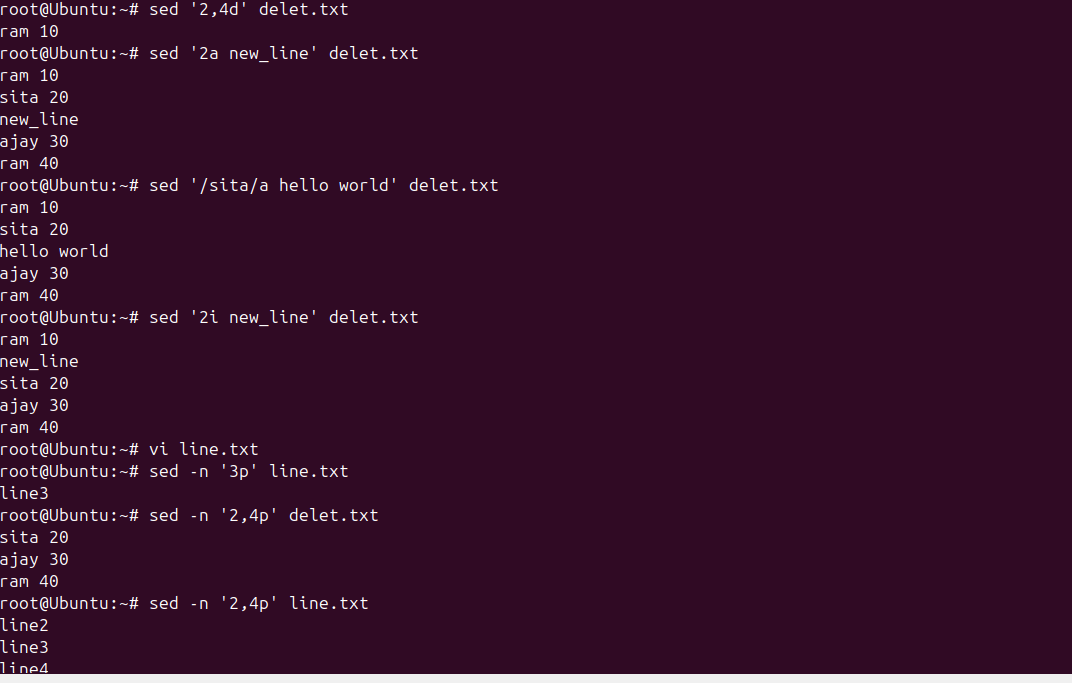 root@Ubuntu:~# sed '2,4d' delet.txt
ram 10
root@Ubuntu:~# sed '2a new_line' delet.txt
ram 10
sita 20
new_line
ajay 30
ram 40
root@Ubuntu:~# sed '/sita/a hello world' delet.txt
ram 10
sita 20
hello world
ajay 30
ram 40
root@Ubuntu:~# sed '2i new_line' delet.txt
ram 10
new_line
sita 20
ajay 30
ram 40
root@Ubuntu:~# vi line.txt
root@Ubuntu:~# sed -n '3p' line.txt
line3
root@Ubuntu:~# sed -n '2,4p' delet.txt
sita 20
ajay 30
ram 40
root@Ubuntu:~# sed -n '2,4p' line.txt
line2
line3
line4